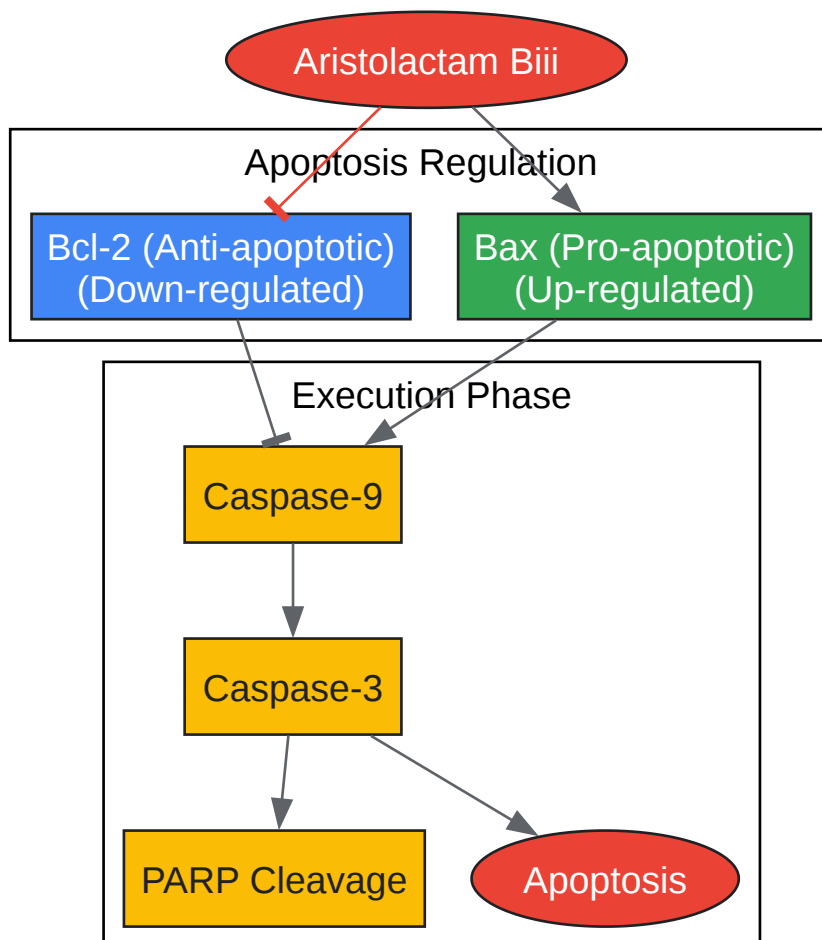 Aristolactam Biii
Apoptosis Regulation
Bcl-2 (Anti-apoptotic)
(Down-regulated)
Bax (Pro-apoptotic)
(Up-regulated)
Execution Phase
Caspase-9
Caspase-3
PARP Cleavage
Apoptosis